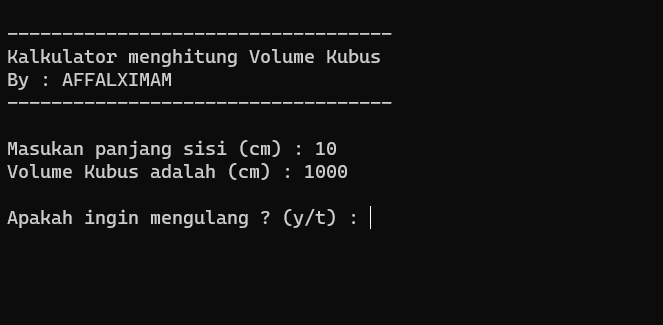 -----------------------------------
Kalkulator menghitung Volume Kubus
By : AFFALXIMAM
-----------------------------------
Masukan panjang sisi (cm) : 10
Volume Kubus adalah (cm) : 1000
Apakah ingin mengulang ? (y/t) :